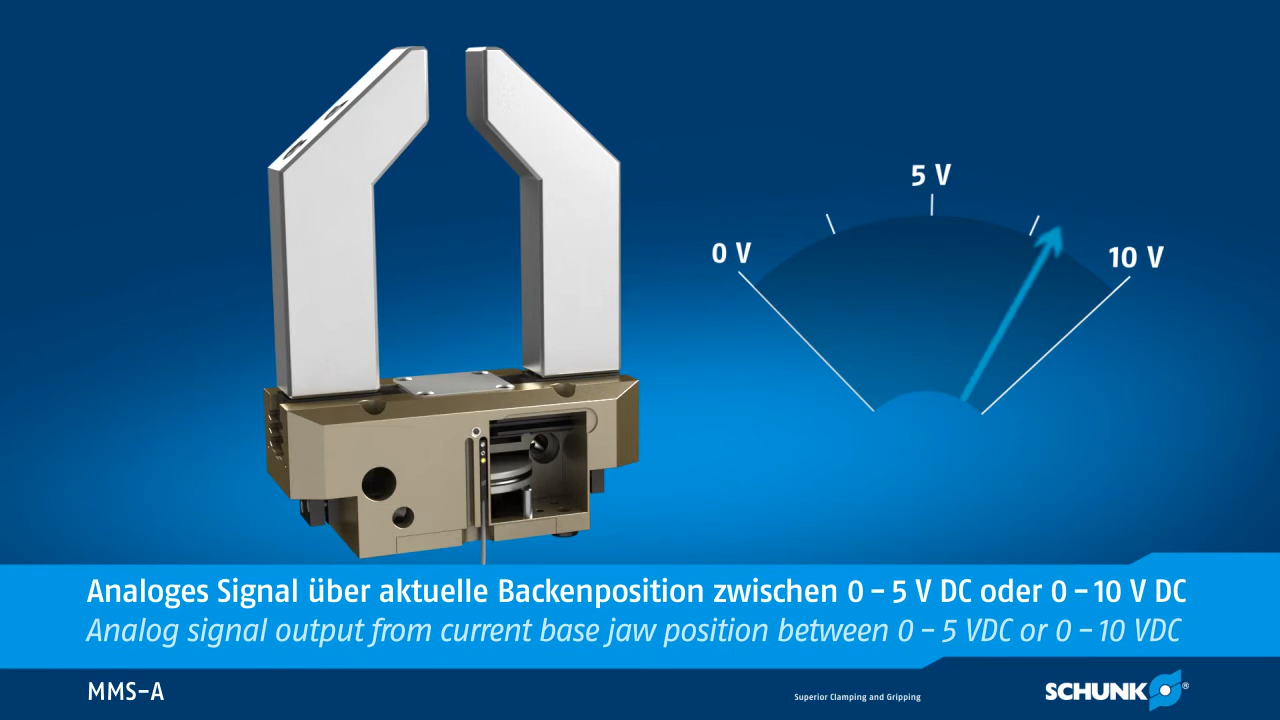 5 V
0 V
10 V
Analoges Signal über aktuelle Backenposition zwischen 0 – 5 V DC oder 0 – 10 V DC
Analog signal output from current base jaw position between 0 – 5 VDC or 0 – 10 VDC
MMS–A
Superior Clamping and Gripping
SCHUNK ®